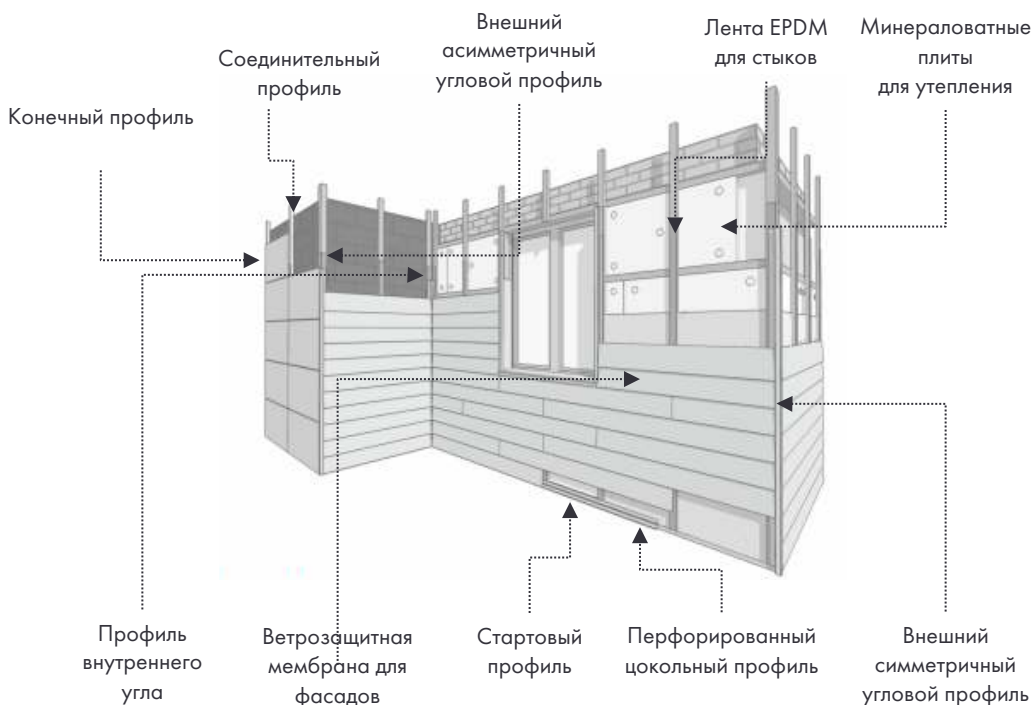 Конечный профиль
Соединительный
профиль
Внешний
асимметричный
угловой профиль
Лента EPDM
для стыков
Минераловатные
плиты
для утепления
Профиль
внутреннего
угла
Ветрозащитная
мембрана для
фасадов
Стартовый
профиль
Перфорированный
цокольный профиль
Внешний
симметричный
угловой профиль